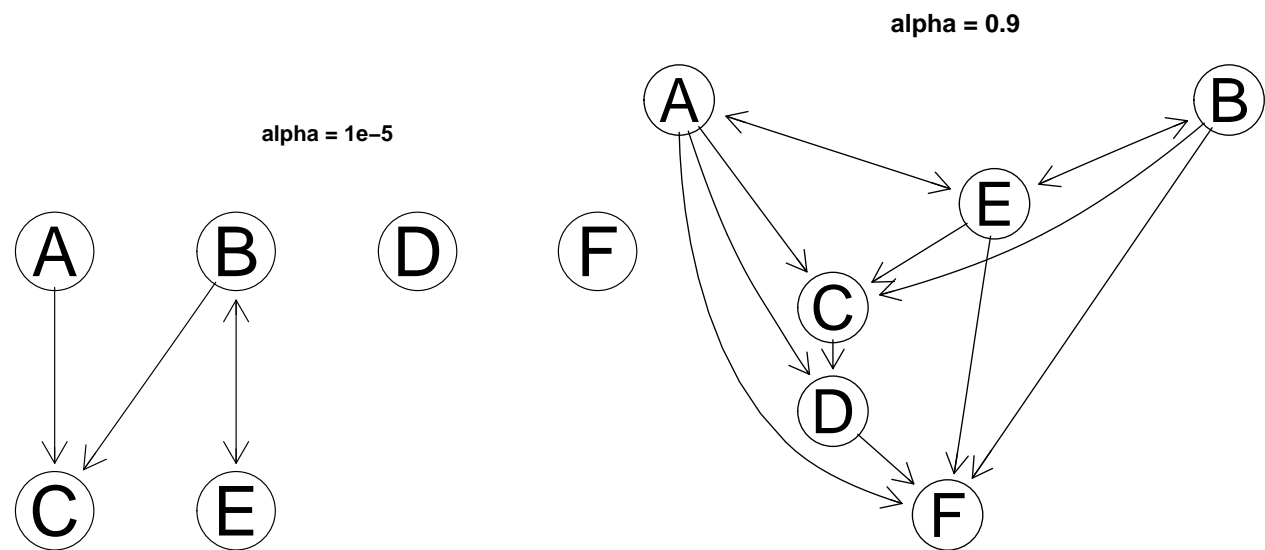 alpha = 1e−5
A B D F
C E
alpha = 0.9
A B
E
C
D
F